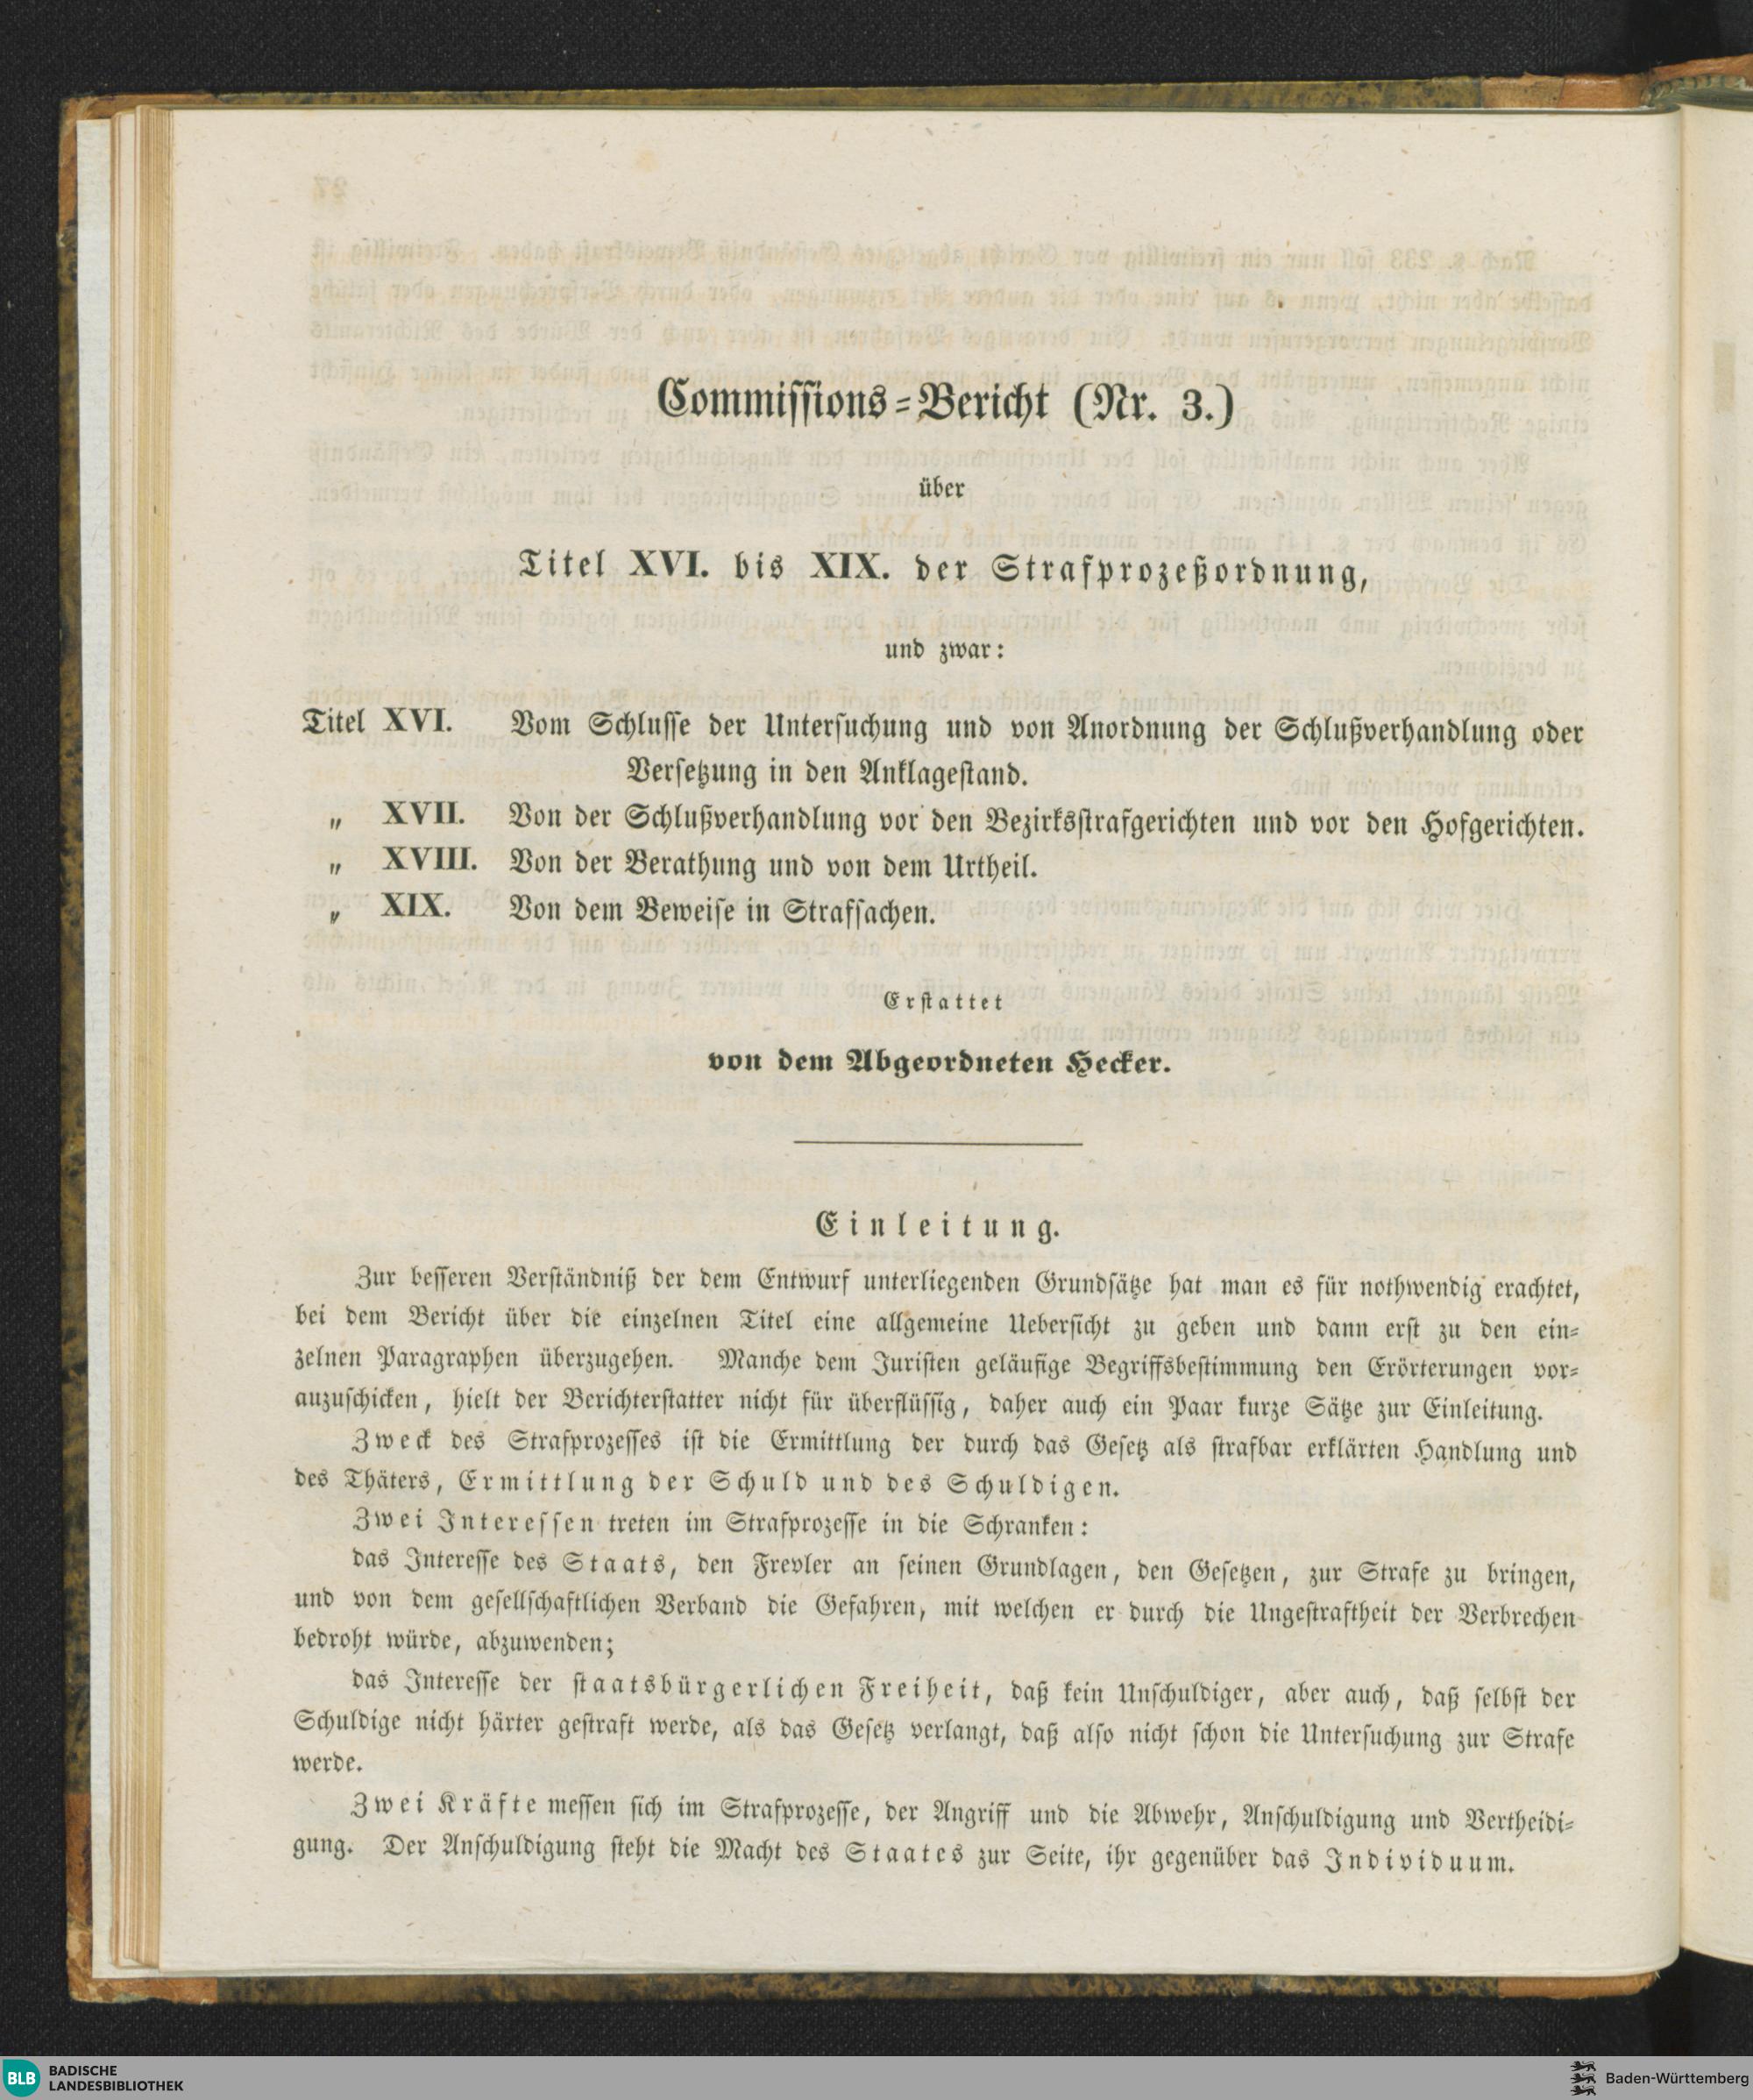 Commissions-Bericht (Nr. 3.)
über
Titel XVI. bis XIX. der Strafprozeßordnung,
und zwar:
Titel XVI. Vom Schlusse der Untersuchung und von Anordnung der Schlußverhandlung oder
Versetzung in den Anklagestand.
„ XVII. Von der Schlußverhandlung vor den Bezirksstrafgerichten und vor den Hofgerichten.
„ XVIII. Von der Berathung und von dem Urtheil.
„ XIX. Von dem Beweise in Strafsachen.
Erstattet
von dem Abgeordneten Hecker.
Einleitung.
Zur besseren Verständniß der dem Entwurf unterliegenden Grundsätze hat man es für nothwendig erachtet,
bei dem Bericht über die einzelnen Titel eine allgemeine Uebersicht zu geben und dann erst zu den ein-
zelnen Paragraphen überzugehen. Manche dem Juristen geläufige Begriffsbestimmung den Erörterungen vor-
auzuschicken, hielt der Berichterstatter nicht für überflüssig, daher auch ein Paar kurze Sätze zur Einleitung.
Zweck des Strafprozesses ist die Ermittlung der durch das Gesetz als strafbar erklärten Handlung und
des Thäters, Ermittlung der Schuld und des Schuldigen.
Zwei Interessen treten im Strafprozesse in die Schranken:
das Interesse des Staats, den Frevler an seinen Grundlagen, den Gesetzen, zur Strafe zu bringen,
und von dem gesellschaftlichen Verband die Gefahren, mit welchen er durch die Ungestraftheit der Verbrechen
bedroht würde, abzuwenden;
das Interesse der staatsbürgerlichen Freiheit, daß kein Unschuldiger, aber auch, daß selbst der
Schuldige nicht härter gestraft werde, als das Gesetz verlangt, daß also nicht schon die Untersuchung zur Strafe
werde.
Zwei Kräfte messen sich im Strafprozesse, der Angriff und die Abwehr, Anschuldigung und Vertheidi-
gung. Der Anschuldigung steht die Macht des Staates zur Seite, ihr gegenüber das Individuum.
BLB BADISCHE
LANDESBIBLIOTHEK
Baden-Württemberg